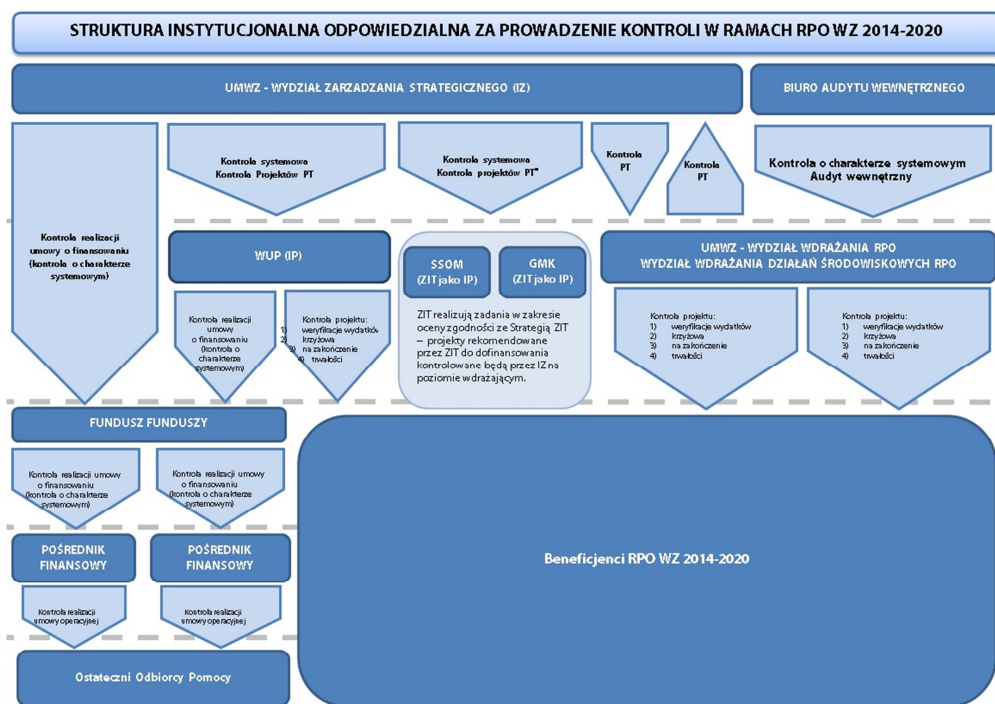 STRUKTURA INSTYTUCJONALNA ODPOWIEDZIALNA ZA PROWADZENIE KONTROLI W RAMACH RPO WZ 2014-2020
UMWZ - WYDZIAŁ ZARZADZANIA STRATEGICZNEGO (IZ)
BIURO AUDYTU WEWNĘTRZNEGO
Kontrola realizacji
umowy o finansowaniu
(kontrola o charakterze
systemowym)
Kontrola systemowa
Kontrola Projektów PT
Kontrola systemowa
Kontrola projektów PT*
Kontrola
PT
Kontrola
PT
Kontrola o charakterze systemowym
Audyt wewnętrzny
WUP (IP)
SSOM
(ZIT jako IP)
GMK
(ZIT jako IP)
UMWZ - WYDZIAŁ WDRAŻANIA RPO
WYDZIAŁ WDRAŻANIA DZIAŁAŃ ŚRODOWISKOWYCH RPO
Kontrola realizacji
umowy
o finansowaniu
(kontrola o
charakterze
systemowym)
Kontrola projektu:
1) weryfikacje wydatków
2) krzyżowa
3) na zakończenie
4) trwałości
ZIT realizują zadania w zakresie
oceny zgodności ze Strategią ZIT
– projekty rekomendowane
przez ZIT do dofinansowania
kontrolowane będą przez IZ na
poziomie wdrażającym.
Kontrola projektu:
1) weryfikacje wydatków
2) krzyżowa
3) na zakończenie
4) trwałości
Kontrola projektu:
1) weryfikacje wydatków
2) krzyżowa
3) na zakończenie
4) trwałości
FUNDUSZ FUNDUSZY
Kontrola realizacji umowy
o finansowaniu
(kontrola o charakterze
systemowym)
Kontrola realizacji umowy
o finansowaniu
(kontrola o charakterze
systemowym)
POŚREDNIK
FINANSOWY
POŚREDNIK
FINANSOWY
Beneficjenci RPO WZ 2014-2020
Kontrola realizacji
umowy operacyjnej
Kontrola realizacji
umowy operacyjnej
Ostateczni Odbiorcy Pomocy